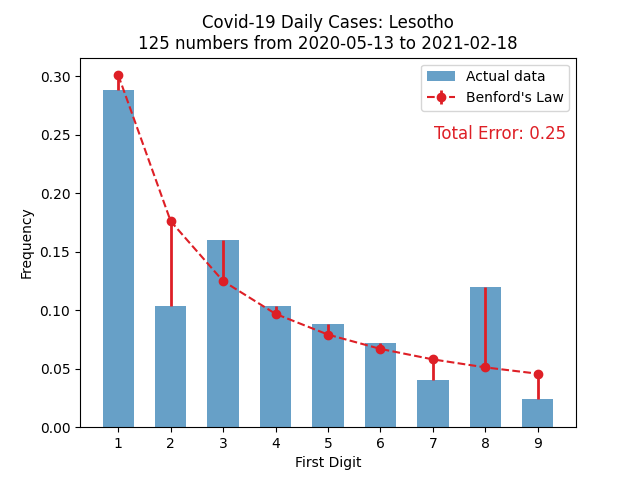 Covid-19 Daily Cases: Lesotho
125 numbers from 2020-05-13 to 2021-02-18
Actual data
Benford's Law
Total Error: 0.25
Frequency
0.30
0.25
0.20
0.15
0.10
0.05
0.00
1 2 3 4 5 6 7 8 9
First Digit